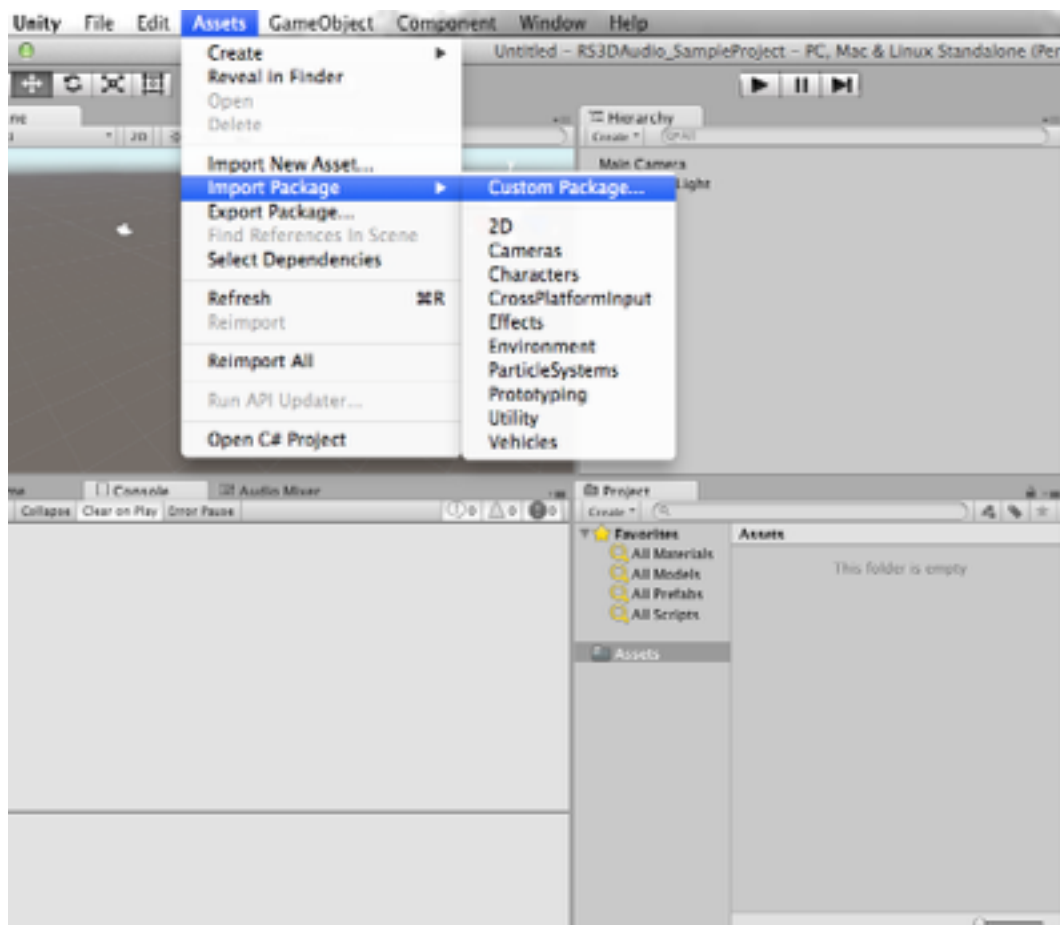 Unity File Edit Assets GameObject Component Window Help
Untitled – RS3DAudio_SampleProject – PC, Mac & Linux Standalone (Per
Create
Reveal in Finder
Open
Delete
Import New Asset...
Import Package
Export Package...
Find References In Scene
Select Dependencies
Refresh ⌘R
Reimport
Reimport All
Run API Updater...
Open C# Project
Custom Package...
2D
Cameras
Characters
CrossPlatformInput
Effects
Environment
ParticleSystems
Prototyping
Utility
Vehicles
2D
Hierarchy
Create
Main Camera
Light
Console Audio Mixer
Collapse Clear on Play Error Pause 0 0 0
Project
Create
Favorites
All Materials
All Models
All Prefabs
All Scripts
Assets
Assets
This folder is empty